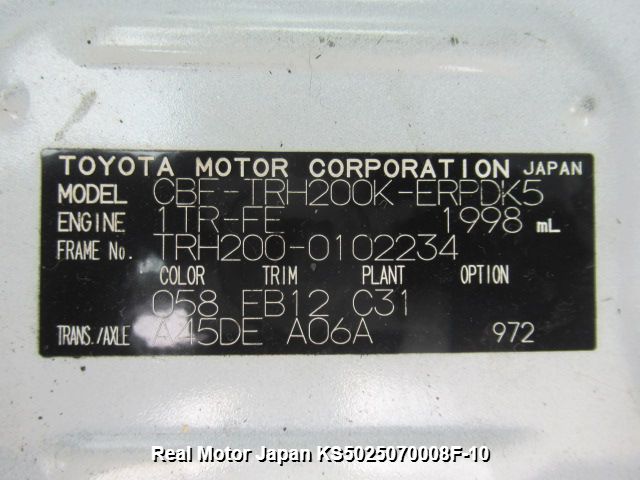 TOYOTA MOTOR CORPORATION JAPAN
MODEL CBF-TRH200K-ERPDK5
ENGINE 1TR-FE 1998 mL
FRAME No. TRH200-0102234
COLOR TRIM PLANT OPTION
058 FB12 C31
TRANS./AXLE A45DE A06A 972
Real Motor Japan KS5025070008F-10